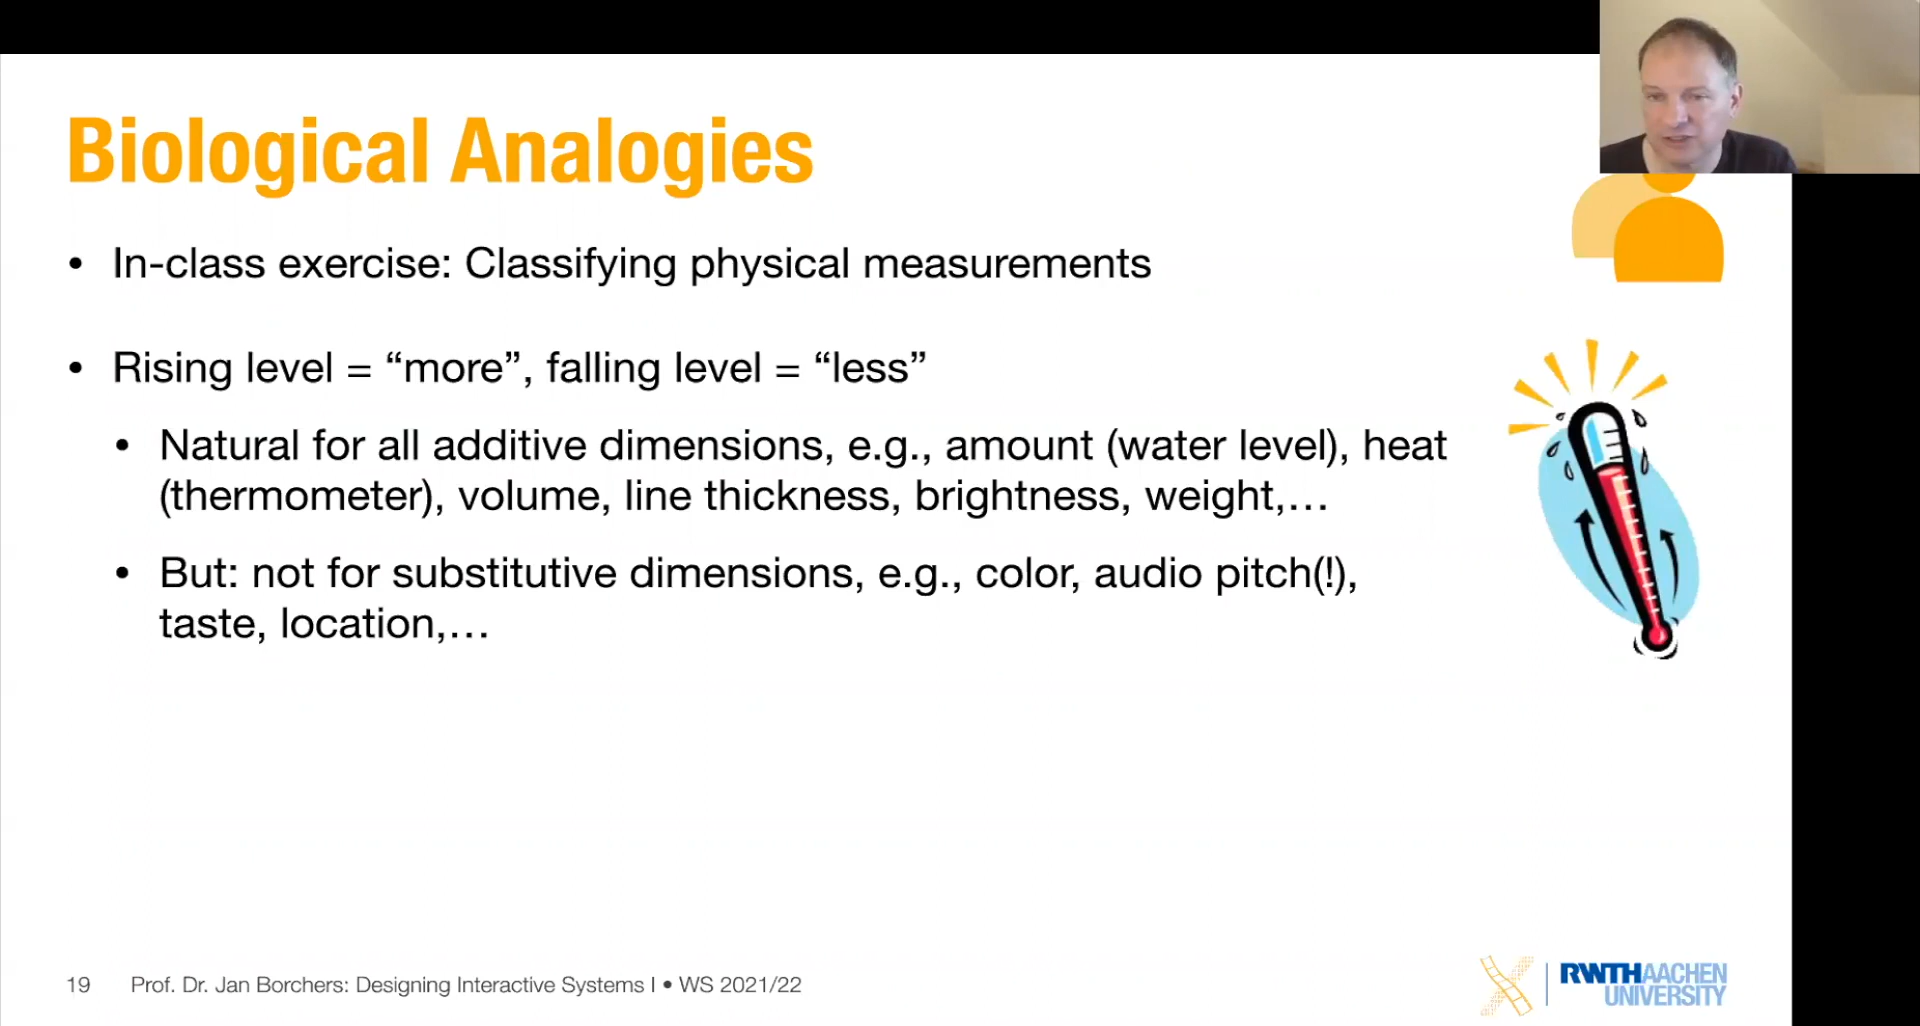 Biological Analogies
• In-class exercise: Classifying physical measurements
• Rising level = “more”, falling level = “less”
• Natural for all additive dimensions, e.g., amount (water level), heat
(thermometer), volume, line thickness, brightness, weight,…
• But: not for substitutive dimensions, e.g., color, audio pitch(!),
taste, location,…
19 Prof. Dr. Jan Borchers: Designing Interactive Systems I • WS 2021/22
RWTHAACHEN
UNIVERSITY